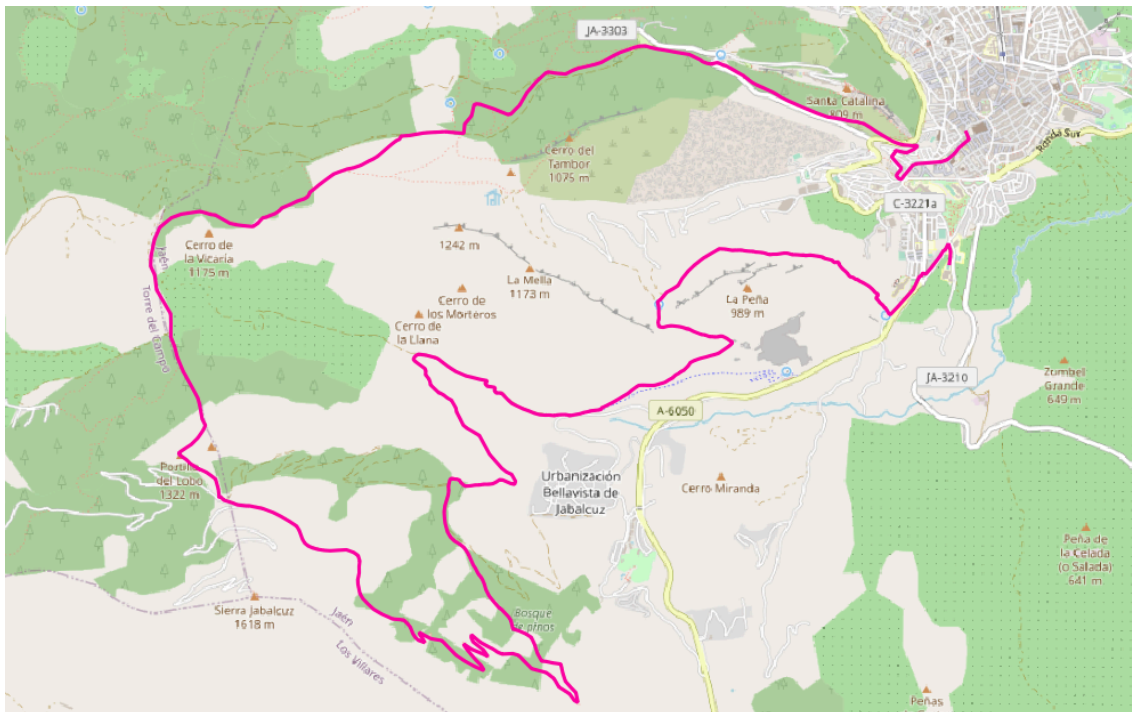 JA-3303
Santa Catalina
809 m
Ronda Sur
Cerro del
Tambor
1075 m
C-3221a
Cerro de
la Vicaría
1175 m
Jaén
Torre del Campo
1242 m
La Mella
1173 m
La Peña
989 m
Cerro de
los Morteros
Cerro de
la Llana
Zumbel
Grande
649 m
JA-3210
A-6050
Portillo
del Lobo
1322 m
Urbanización
Bellavista de
Jabalcuz
Cerro Miranda
Peña de
la Celada
(o Salada)
641 m
Sierra Jabalcuz
1618 m
Jaén
Los Villares
Bosque
de pinos
Peñas